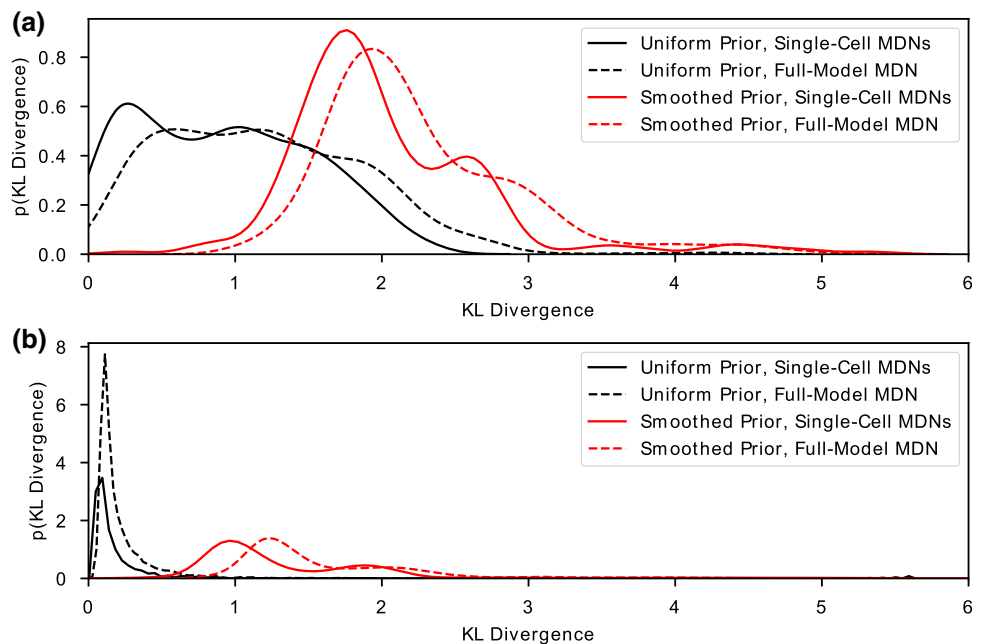 (a)
p(KL Divergence)
0.8
0.6
0.4
0.2
0.0
Uniform Prior, Single-Cell MDNs
Uniform Prior, Full-Model MDN
Smoothed Prior, Single-Cell MDNs
Smoothed Prior, Full-Model MDN
0 1 2 3 4 5 6
KL Divergence
(b)
p(KL Divergence)
8
6
4
2
0
Uniform Prior, Single-Cell MDNs
Uniform Prior, Full-Model MDN
Smoothed Prior, Single-Cell MDNs
Smoothed Prior, Full-Model MDN
0 1 2 3 4 5 6
KL Divergence